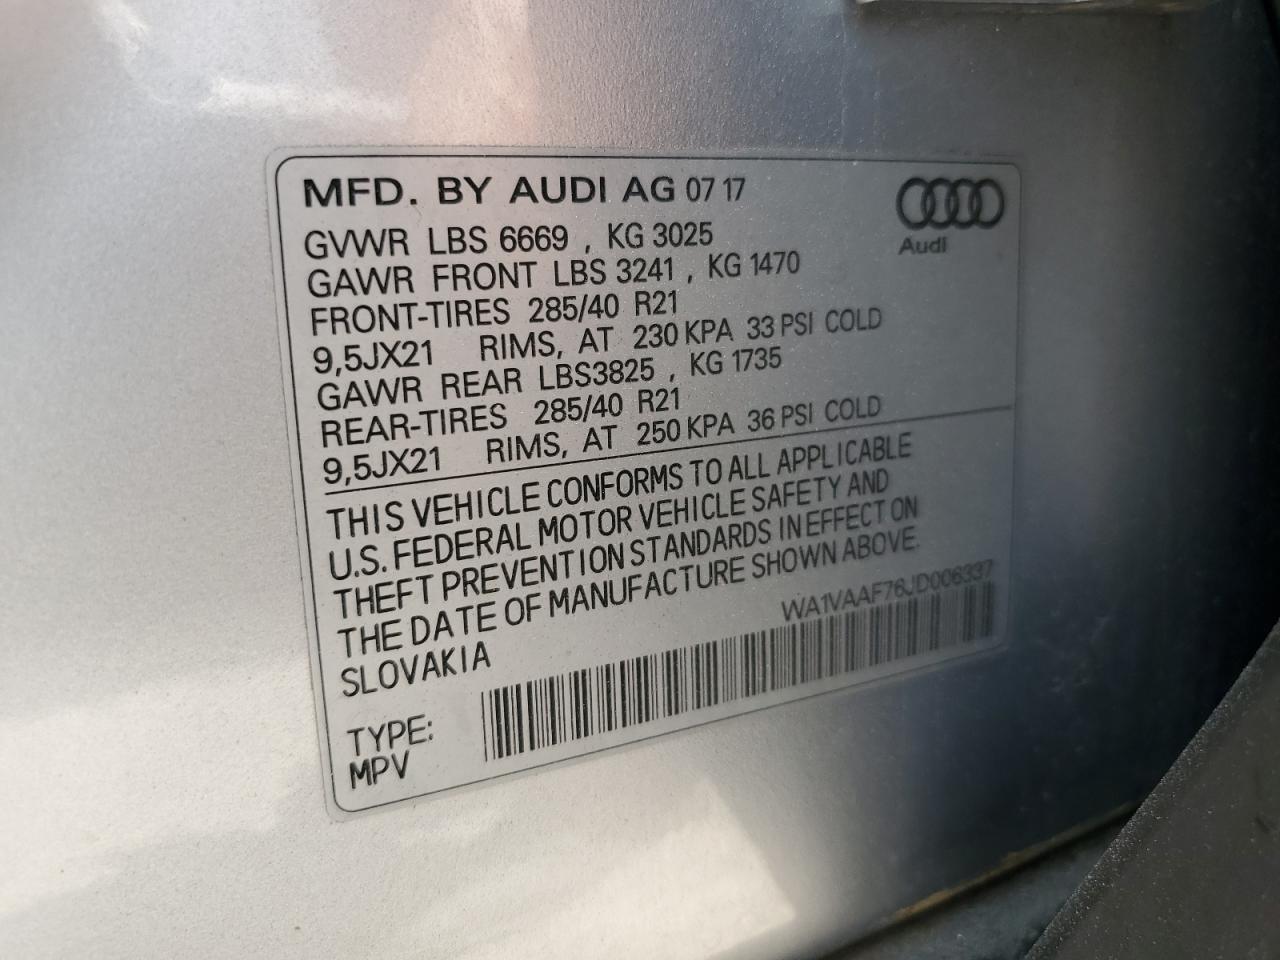 MFD. BY AUDI AG 07 17
Audi
GVWR LBS 6669 , KG 3025
GAWR FRONT LBS 3241 , KG 1470
FRONT-TIRES 285/40 R21
9,5JX21 RIMS, AT 230 KPA 33 PSI COLD
GAWR REAR LBS3825 , KG 1735
REAR-TIRES 285/40 R21
9,5JX21 RIMS, AT 250 KPA 36 PSI COLD
THIS VEHICLE CONFORMS TO ALL APPLICABLE
U.S. FEDERAL MOTOR VEHICLE SAFETY AND
THEFT PREVENTION STANDARDS IN EFFECT ON
THE DATE OF MANUFACTURE SHOWN ABOVE.
SLOVAKIA
WA1VAAF76JD006337
TYPE:
MPV